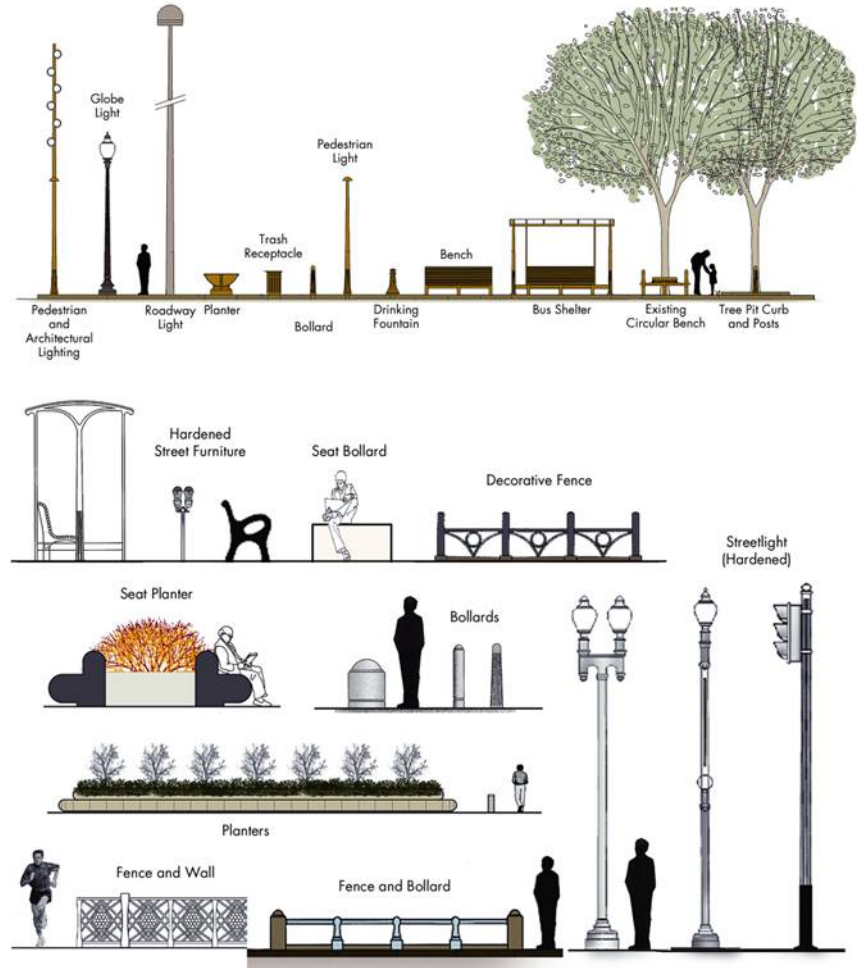 Globe
Light
Pedestrian
Light
Trash
Receptacle
Bench
Pedestrian
and
Architectural
Lighting
Roadway
Light
Planter
Bollard
Drinking
Fountain
Bus Shelter
Existing
Circular Bench
Tree Pit Curb
and Posts
Hardened
Street Furniture
Seat Bollard
Decorative Fence
Streetlight
(Hardened)
Seat Planter
Bollards
Planters
Fence and Wall
Fence and Bollard